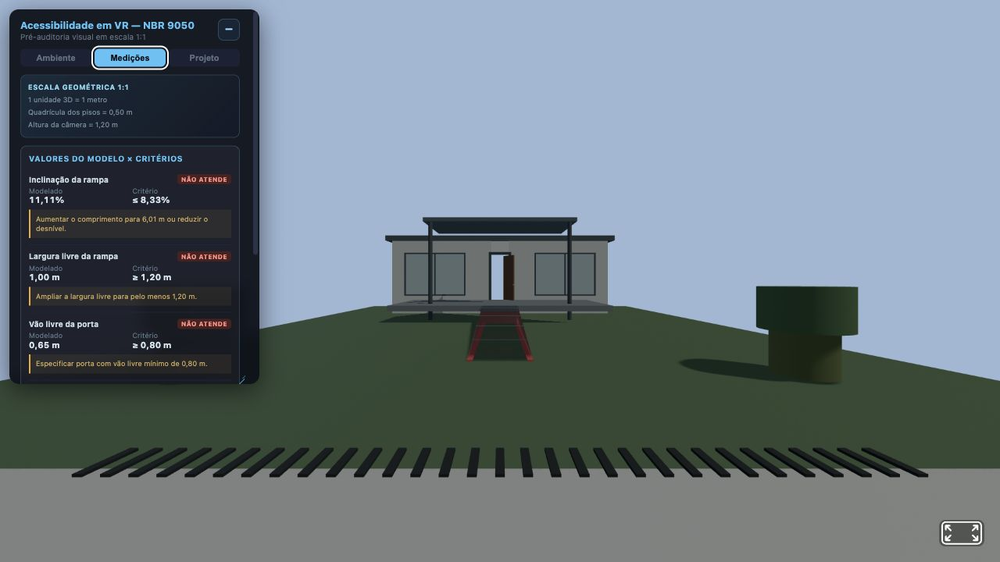 Acessibilidade em VR — NBR 9050
Pré-auditoria visual em escala 1:1
−
Ambiente Medições Projeto
ESCALA GEOMÉTRICA 1:1
1 unidade 3D = 1 metro
Quadrícula dos pisos = 0,50 m
Altura da câmera = 1,20 m
VALORES DO MODELO × CRITÉRIOS
Inclinação da rampa NÃO ATENDE
Modelado Critério
11,11% ≤ 8,33%
Aumentar o comprimento para 6,01 m ou reduzir o
desnível.
Largura livre da rampa NÃO ATENDE
Modelado Critério
1,00 m ≥ 1,20 m
Ampliar a largura livre para pelo menos 1,20 m.
Vão livre da porta NÃO ATENDE
Modelado Critério
0,65 m ≥ 0,80 m
Especificar porta com vão livre mínimo de 0,80 m.